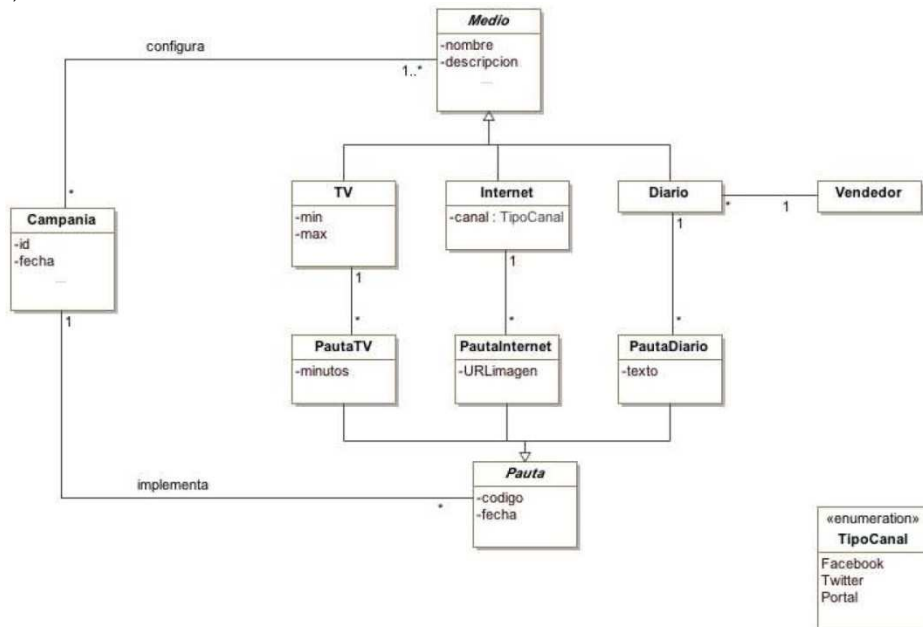 Medio
-nombre
-descripcion
...
configura
1..*
*
TV
-min
-max
Internet
-canal : TipoCanal
Diario
*
1
Vendedor
Campania
-id
-fecha
...
1
1
1
1
*
*
*
PautaTV
-minutos
PautaInternet
-URLimagen
PautaDiario
-texto
implementa
*
Pauta
-codigo
-fecha
«enumeration»
TipoCanal
Facebook
Twitter
Portal